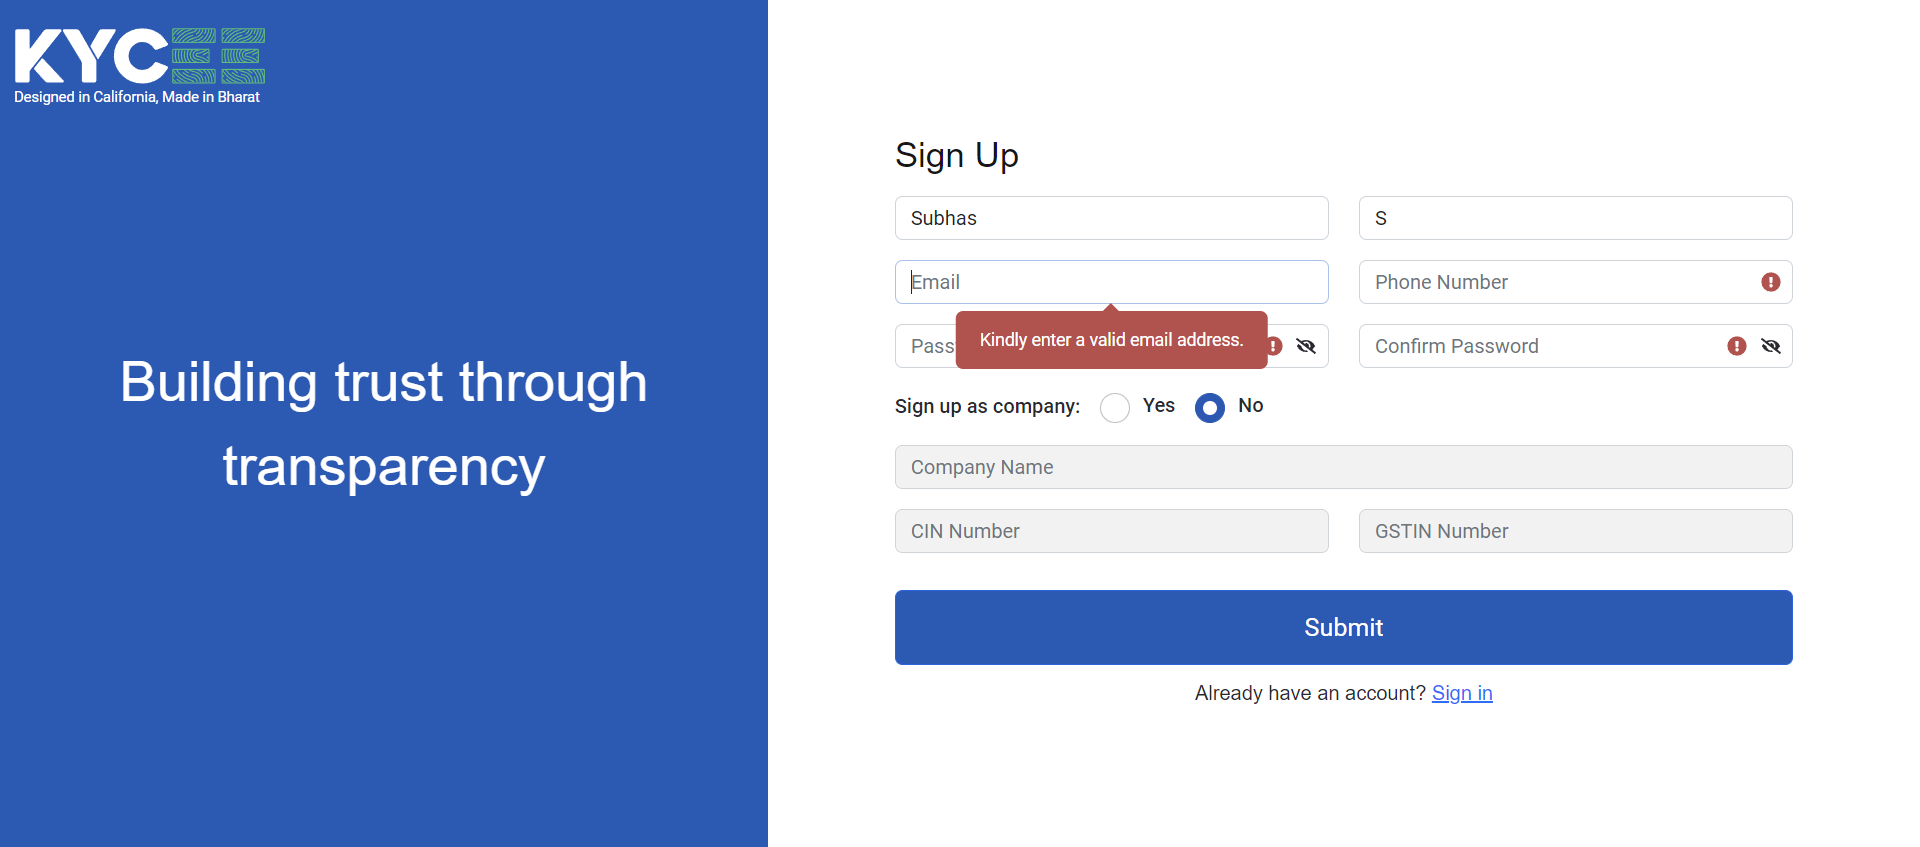 KYCEE
Designed in California, Made in Bharat
Building trust through
transparency
Sign Up
Subhas
S
Email
Phone Number
Kindly enter a valid email address.
Pass
Confirm Password
Sign up as company:
Yes
No
Company Name
CIN Number
GSTIN Number
Submit
Already have an account? Sign in